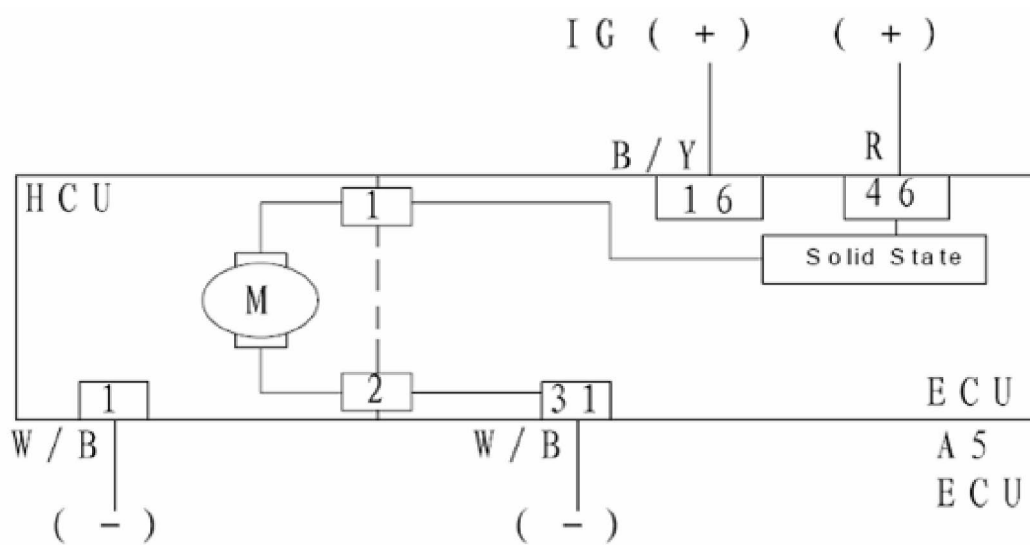 IG (+) (+)
B/Y R
HCU 1 16 46
Solid State
M
1 2 31 ECU
W/B W/B A5
ECU
(-) (-)